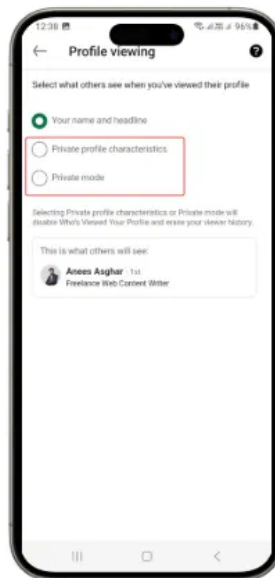 12:38
96%
Profile viewing
Select what others see when you've viewed their profile
Your name and headline
Private profile characteristics
Private mode
Selecting Private profile characteristics or Private mode will
disable Who's Viewed Your Profile and erase your viewer history.
This is what others will see:
Anees Asghar · 1st
Freelance Web Content Writer